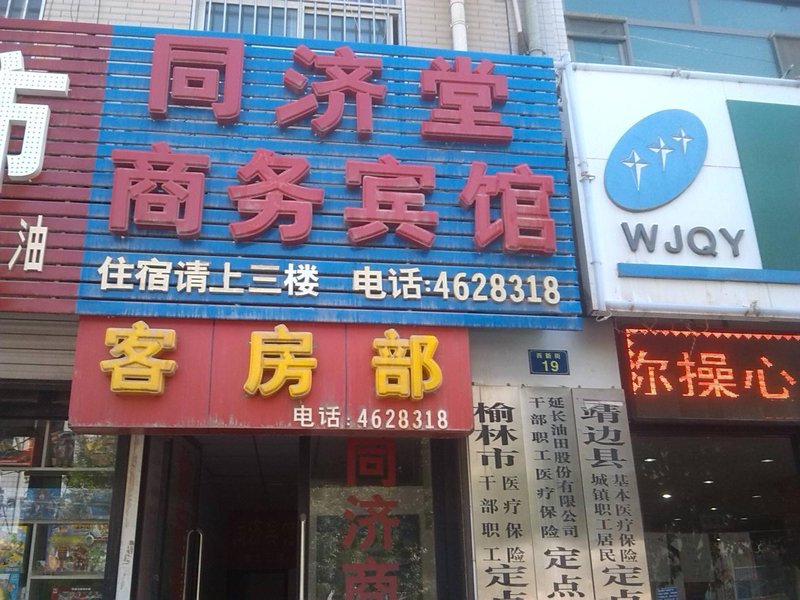 市
油
同济堂
商务宾馆
住宿请上三楼 电话:4628318
客房部
电话:4628318
同济商
WJQY
西新街
19
你操心
榆林市
医疗保险
干部职工
定点
延长油田股份有限公司
干部职工医疗保险
定点
靖边县
基本医疗保险
城镇职工居民
定点